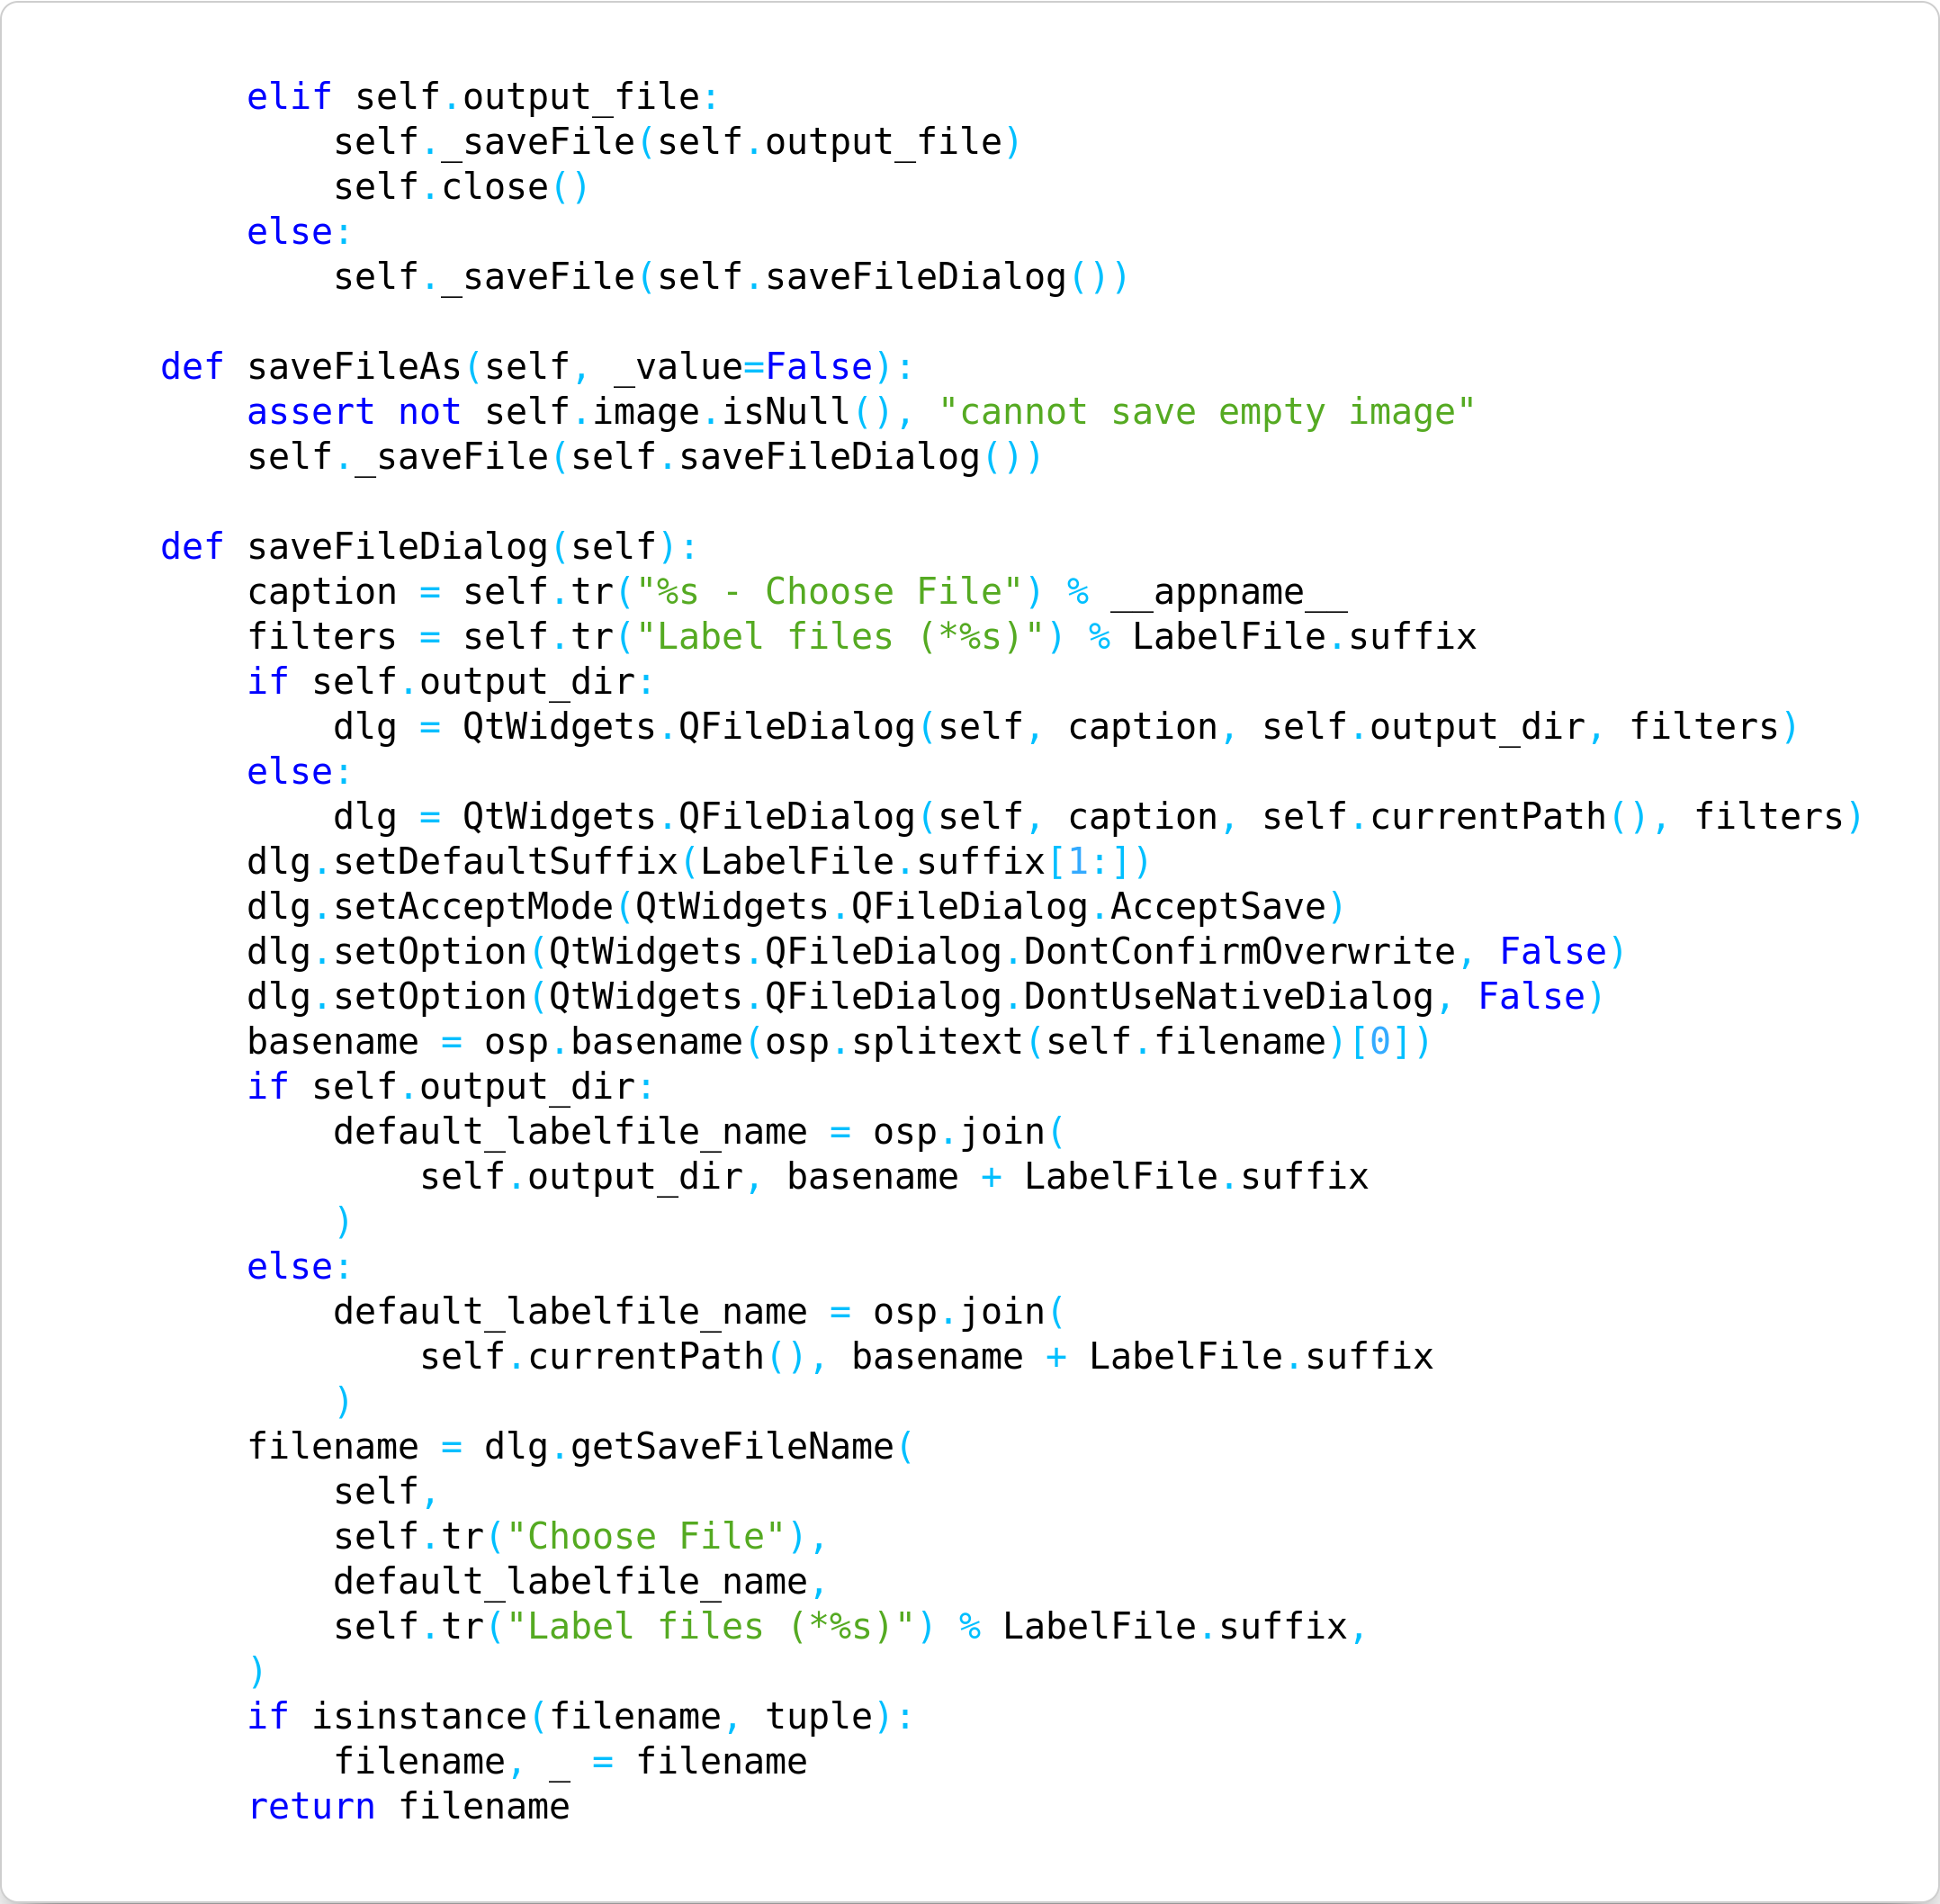 elif self.output_file:
            self._saveFile(self.output_file)
            self.close()
        else:
            self._saveFile(self.saveFileDialog())

    def saveFileAs(self, _value=False):
        assert not self.image.isNull(), "cannot save empty image"
        self._saveFile(self.saveFileDialog())

    def saveFileDialog(self):
        caption = self.tr("%s - Choose File") % __appname__
        filters = self.tr("Label files (*%s)") % LabelFile.suffix
        if self.output_dir:
            dlg = QtWidgets.QFileDialog(self, caption, self.output_dir, filters)
        else:
            dlg = QtWidgets.QFileDialog(self, caption, self.currentPath(), filters)
        dlg.setDefaultSuffix(LabelFile.suffix[1:])
        dlg.setAcceptMode(QtWidgets.QFileDialog.AcceptSave)
        dlg.setOption(QtWidgets.QFileDialog.DontConfirmOverwrite, False)
        dlg.setOption(QtWidgets.QFileDialog.DontUseNativeDialog, False)
        basename = osp.basename(osp.splitext(self.filename)[0])
        if self.output_dir:
            default_labelfile_name = osp.join(
                self.output_dir, basename + LabelFile.suffix
            )
        else:
            default_labelfile_name = osp.join(
                self.currentPath(), basename + LabelFile.suffix
            )
        filename = dlg.getSaveFileName(
            self,
            self.tr("Choose File"),
            default_labelfile_name,
            self.tr("Label files (*%s)") % LabelFile.suffix,
        )
        if isinstance(filename, tuple):
            filename, _ = filename
        return filename